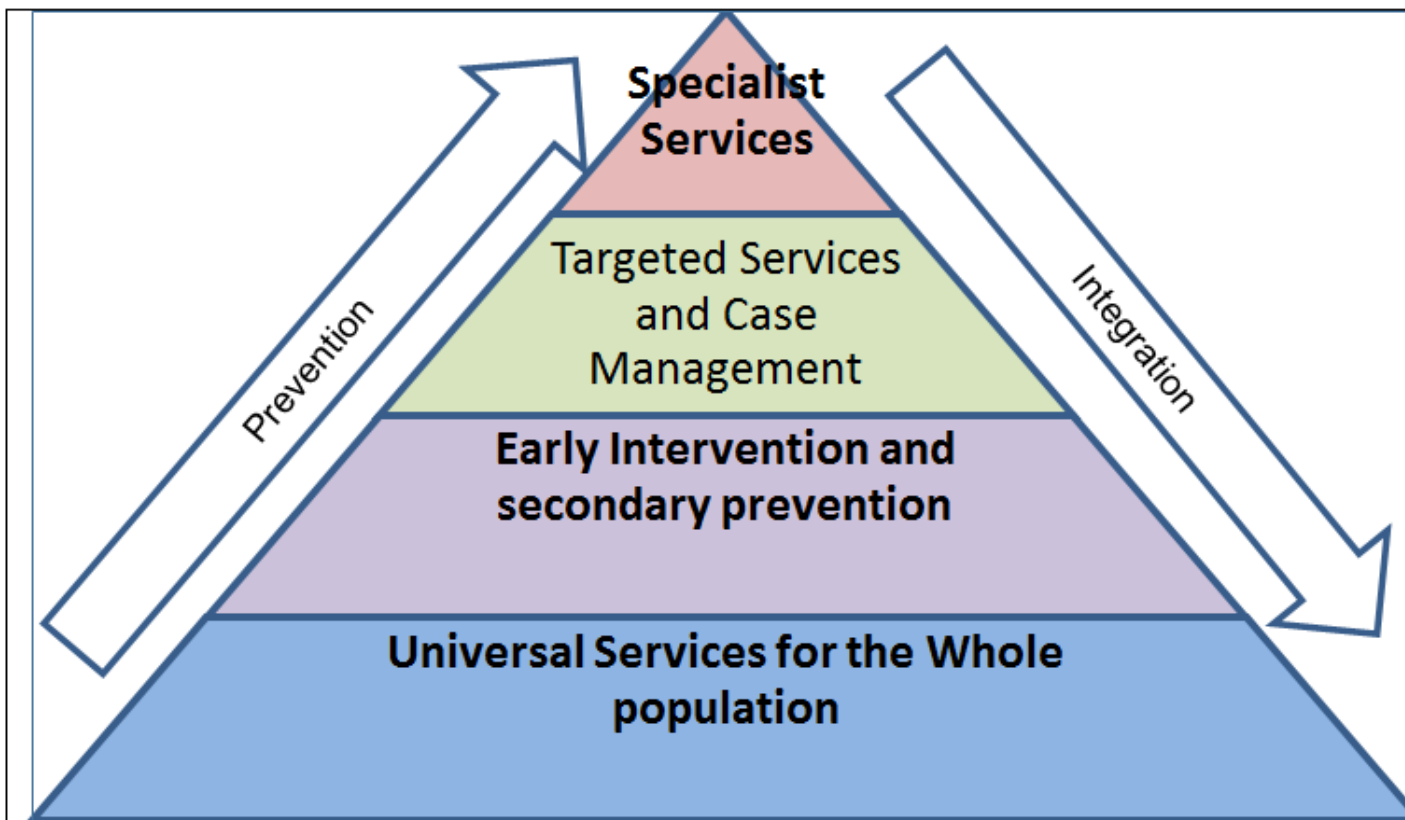 Specialist
Services
Targeted Services
and Case
Management
Early Intervention and
secondary prevention
Universal Services for the Whole
population
Prevention
Integration